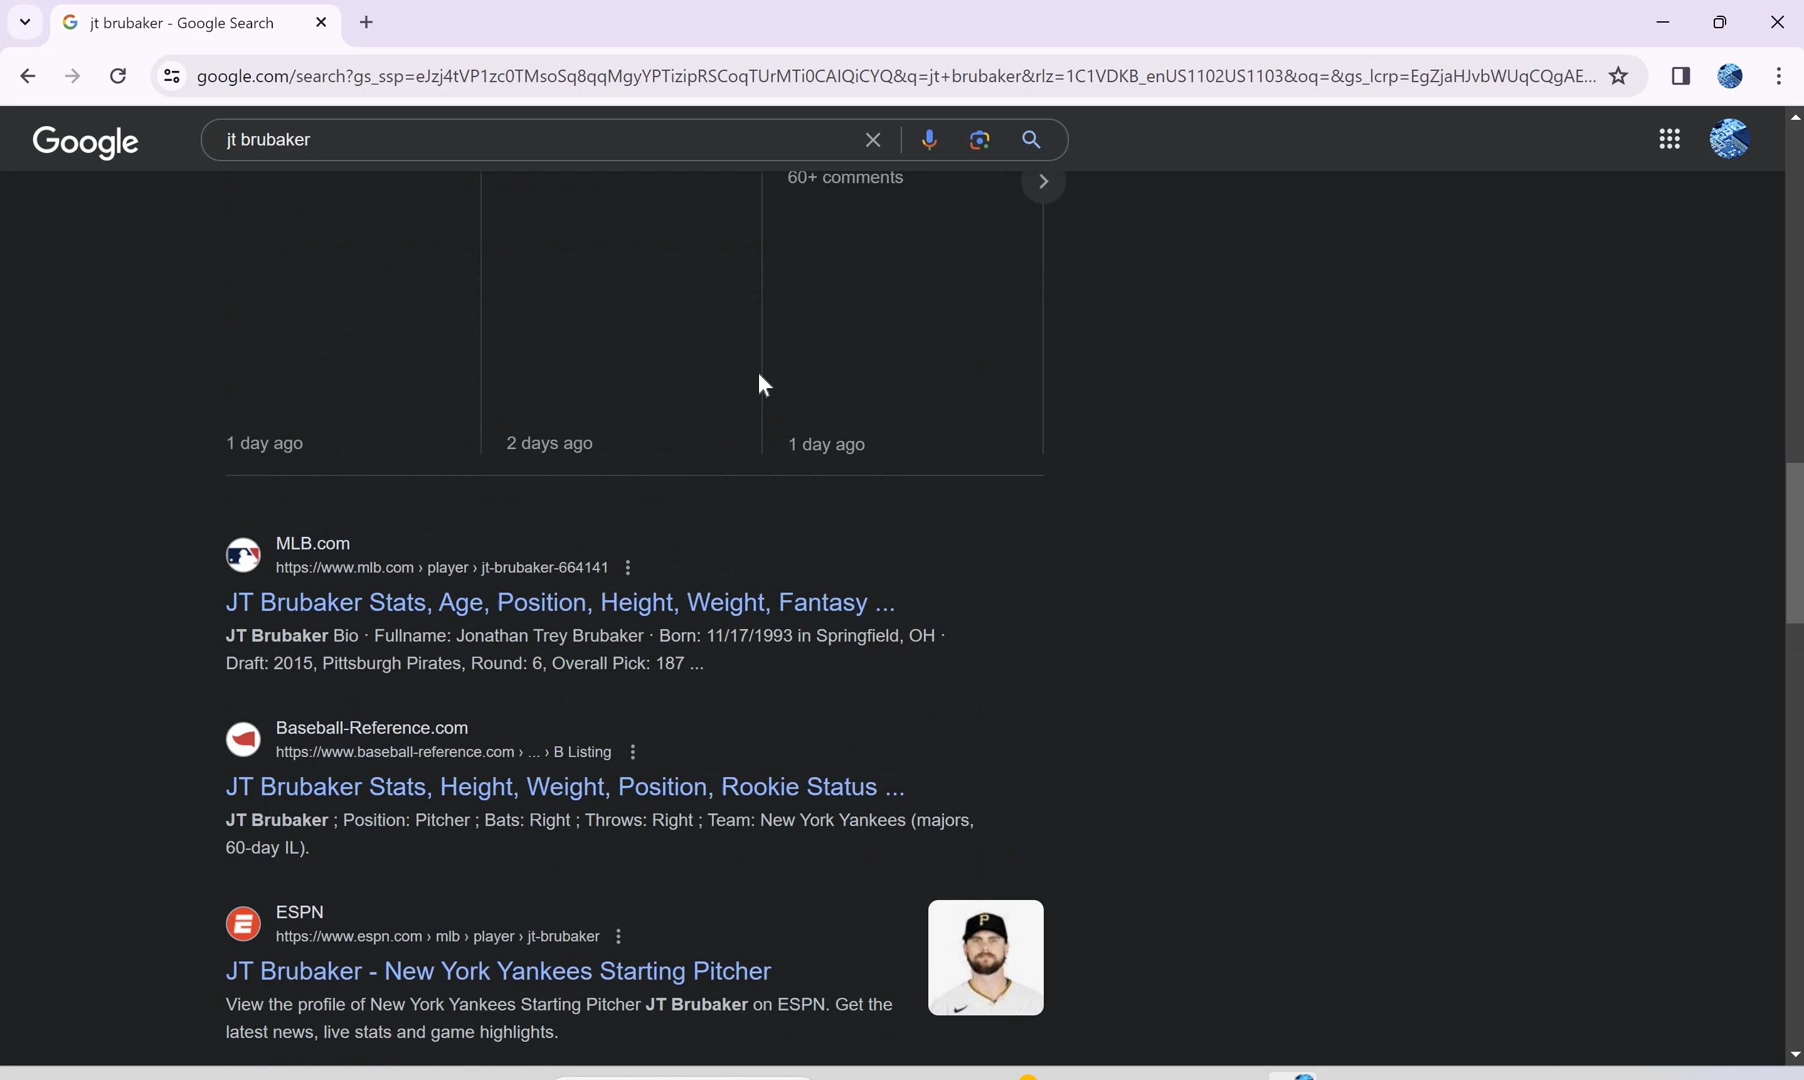 jt brubaker - Google Search
google.com/search?gs_ssp=eJzj4tVP1zc0TMsoSq8qqMgyYPTizipRSCoqTUrMTi0CAIQiCYQ&q=jt+brubaker&rlz=1C1VDKB_enUS1102US1103&oq=&gs_lcrp=EgZjaHJvbWUqCQgAE...
Google
jt brubaker
60+ comments
1 day ago
2 days ago
1 day ago
MLB.com
https://www.mlb.com › player › jt-brubaker-664141
JT Brubaker Stats, Age, Position, Height, Weight, Fantasy ...
JT Brubaker Bio · Fullname: Jonathan Trey Brubaker · Born: 11/17/1993 in Springfield, OH ·
Draft: 2015, Pittsburgh Pirates, Round: 6, Overall Pick: 187 ...
Baseball-Reference.com
https://www.baseball-reference.com › ... › B Listing
JT Brubaker Stats, Height, Weight, Position, Rookie Status ...
JT Brubaker ; Position: Pitcher ; Bats: Right ; Throws: Right ; Team: New York Yankees (majors,
60-day IL).
ESPN
https://www.espn.com › mlb › player › jt-brubaker
JT Brubaker - New York Yankees Starting Pitcher
View the profile of New York Yankees Starting Pitcher JT Brubaker on ESPN. Get the
latest news, live stats and game highlights.
P